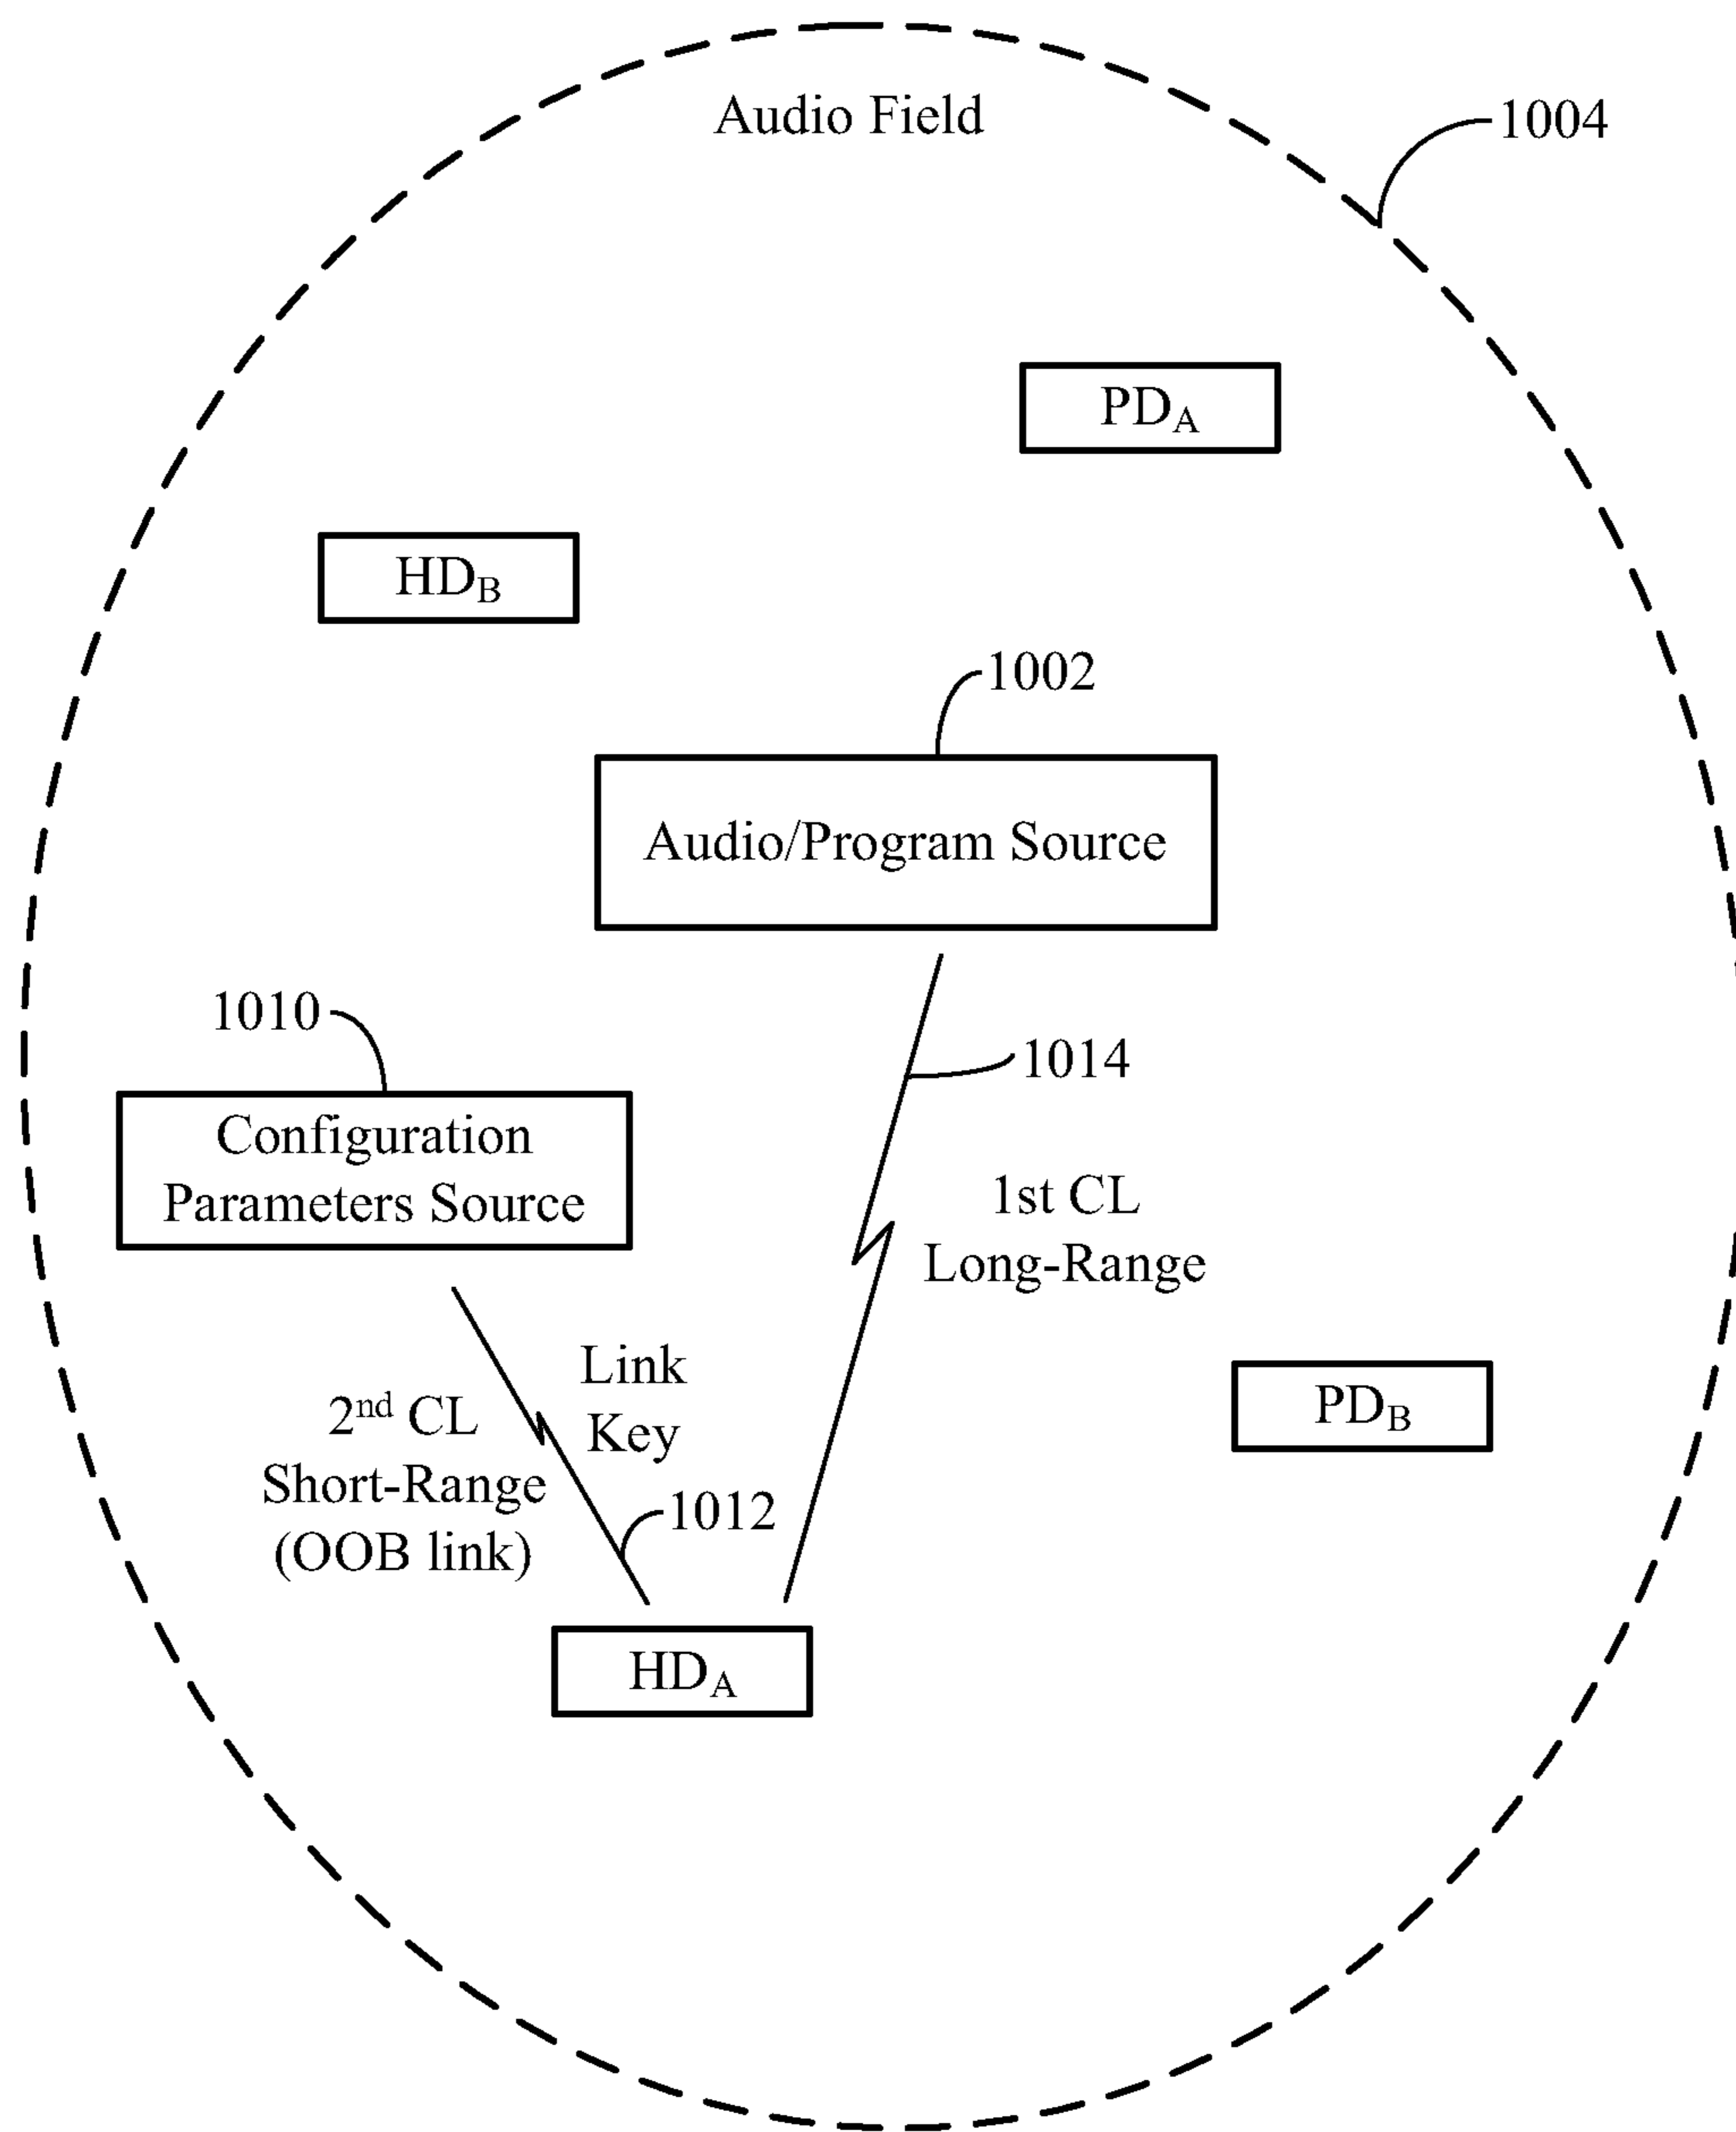 Audio Field
1004
PDA
HDB
1002
Audio/Program Source
1010
1014
Configuration
Parameters Source
1st CL
Long-Range
Link
Key
2nd CL
Short-Range
(OOB link)
PDB
1012
HDA